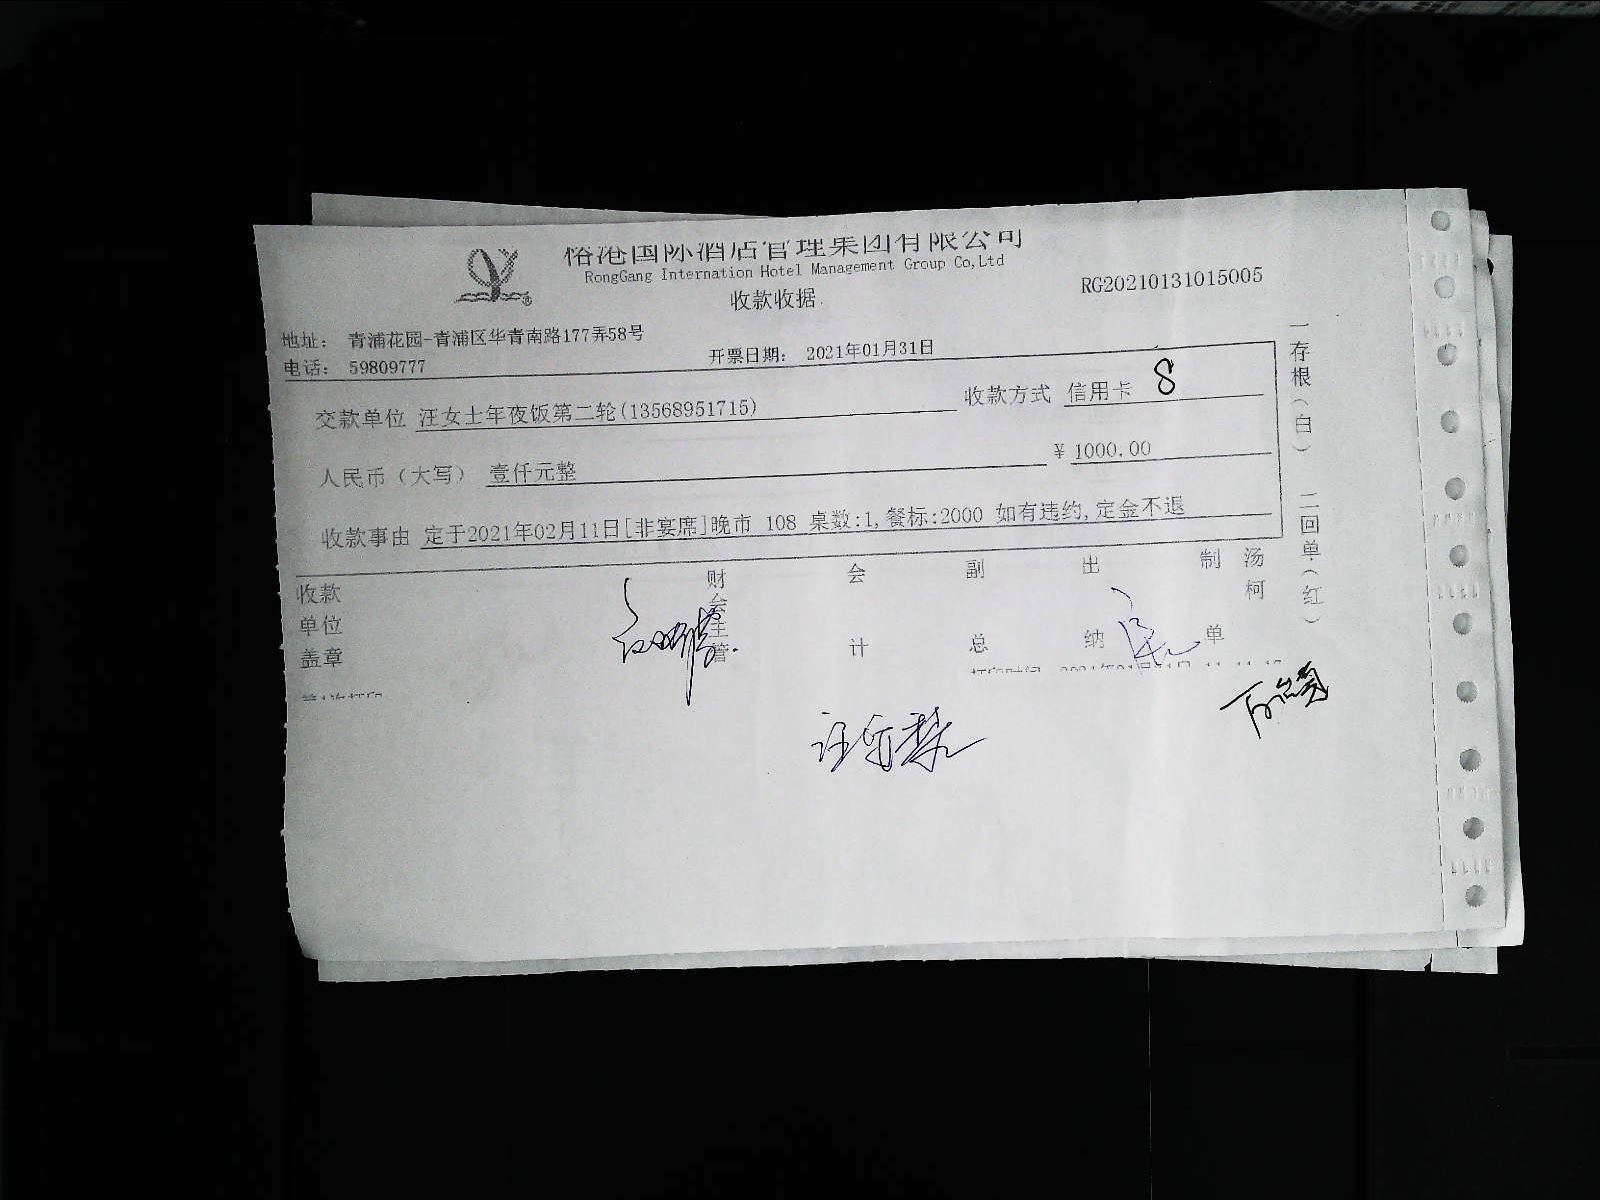 熔港国际酒店管理集团有限公司
RongGang Internation Hotel Management Group Co,Ltd
收款收据
RG20210131015005
地址： 青浦花园-青浦区华青南路177弄58号
电话： 59809777
开票日期： 2021年01月31日
交款单位 汪女士年夜饭第二轮(13568951715)
收款方式 信用卡 8
人民币（大写） 壹仟元整
￥ 1000.00
收款事由 定于2021年02月11日[非宴席]晚市 108 桌数:1,餐标:2000 如有违约,定金不退
收款单位盖章
财会主管
会计
副总
出纳
制单
汤柯
一存根（白） 二回单（红）